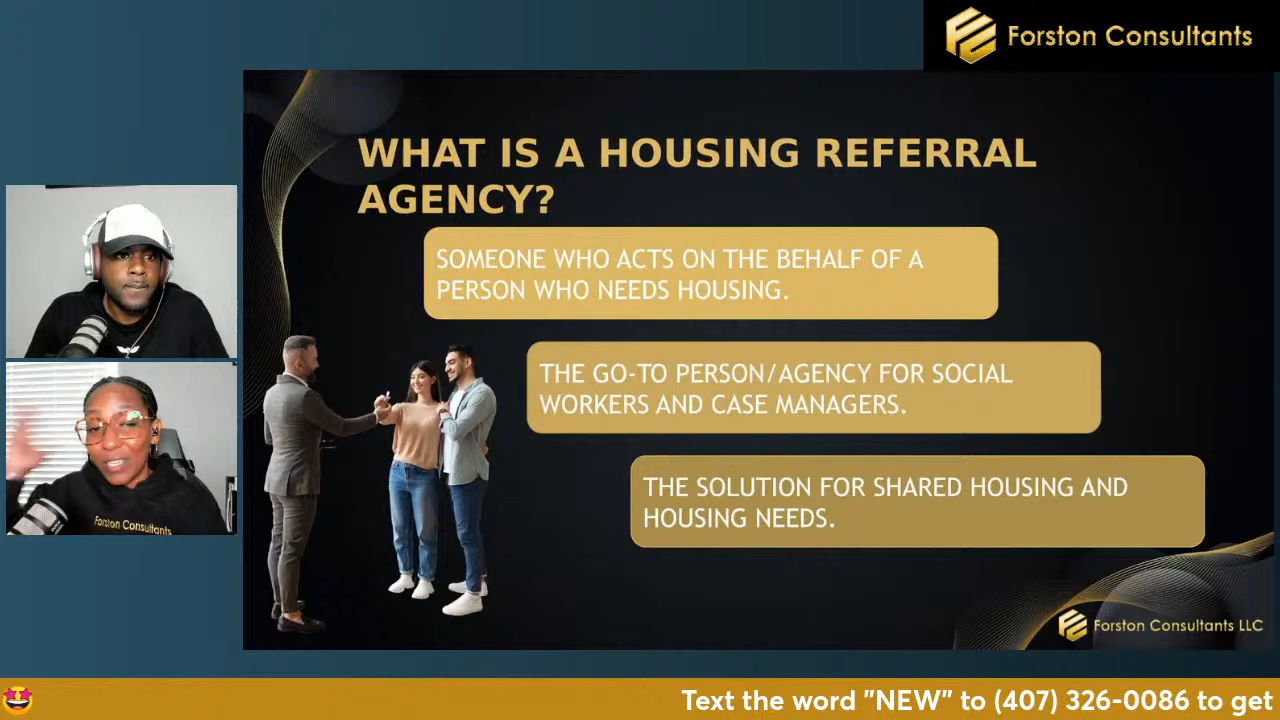 Forston Consultants
WHAT IS A HOUSING REFERRAL
AGENCY?
SOMEONE WHO ACTS ON THE BEHALF OF A
PERSON WHO NEEDS HOUSING.
THE GO-TO PERSON/AGENCY FOR SOCIAL
WORKERS AND CASE MANAGERS.
THE SOLUTION FOR SHARED HOUSING AND
HOUSING NEEDS.
Forston Consultants
Forston Consultants LLC
Text the word "NEW" to (407) 326-0086 to get